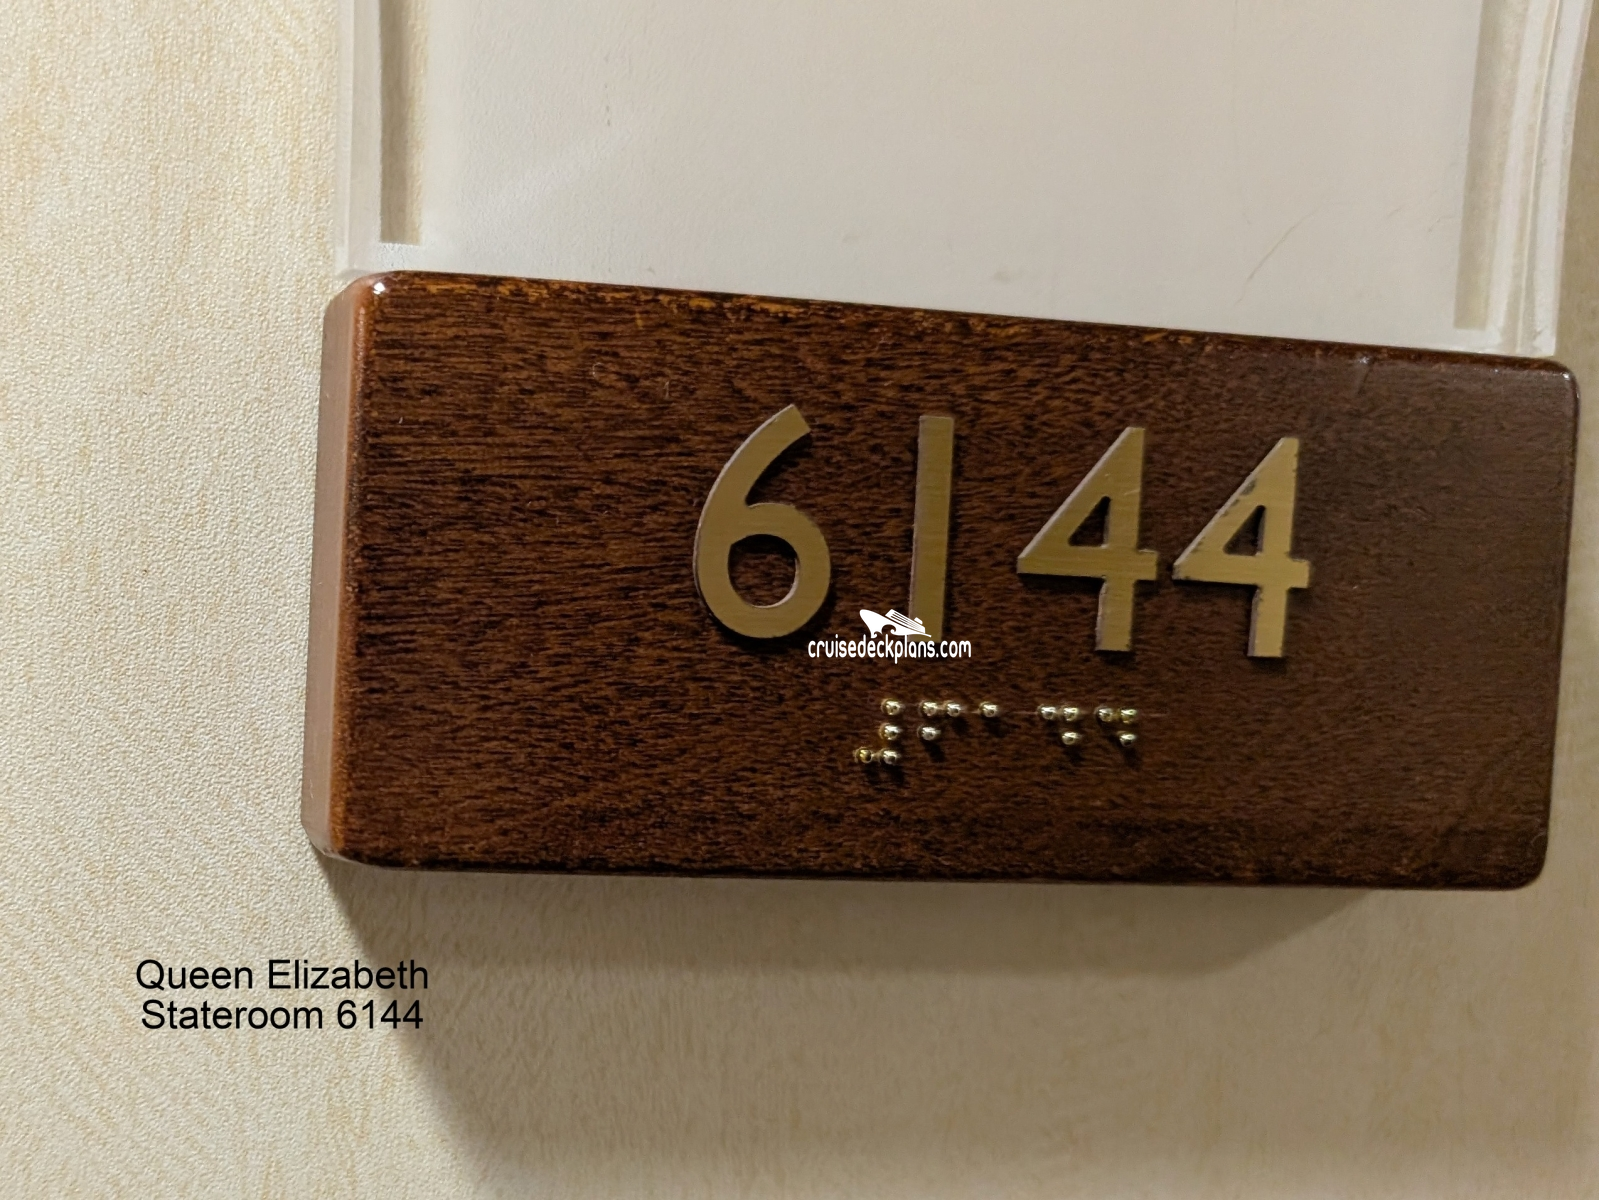 6144
cruisedeckplans.com
⠼⠋⠁⠙⠙
Queen Elizabeth
Stateroom 6144